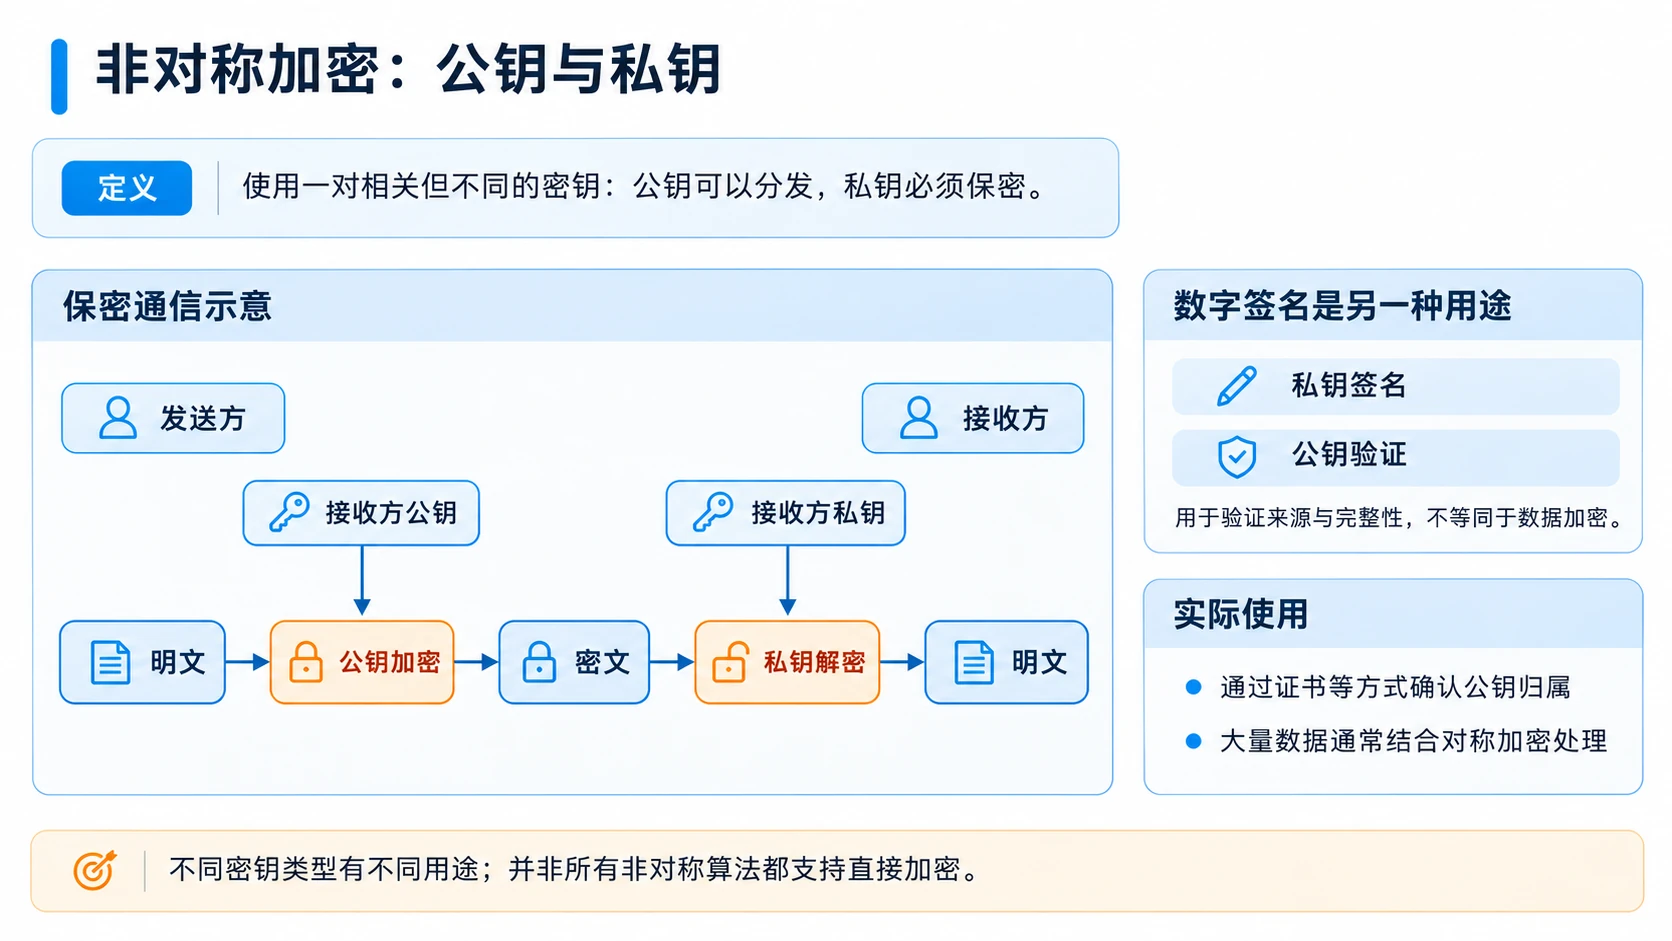 非对称加密：公钥与私钥
定义
使用一对相关但不同的密钥：公钥可以分发，私钥必须保密。
保密通信示意
发送方
接收方
接收方公钥
接收方私钥
明文
公钥加密
密文
私钥解密
明文
数字签名是另一种用途
私钥签名
公钥验证
用于验证来源与完整性，不等同于数据加密。
实际使用
通过证书等方式确认公钥归属
大量数据通常结合对称加密处理
不同密钥类型有不同用途；并非所有非对称算法都支持直接加密。